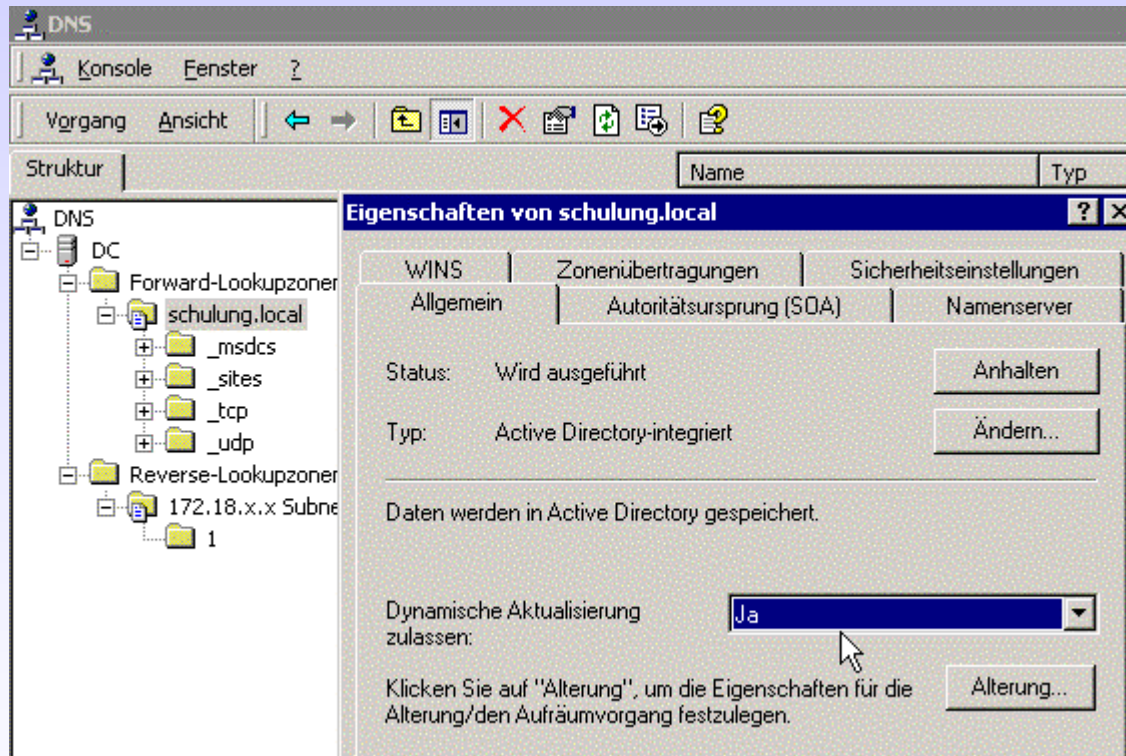 DNS
Konsole Fenster ?
Vorgang Ansicht
Struktur
Name Typ
DNS
DC
Forward-Lookupzoner
schulung.local
_msdcs
_sites
_tcp
_udp
Reverse-Lookupzoner
172.18.x.x Subne
1
Eigenschaften von schulung.local
WINS Zonenübertragungen Sicherheitseinstellungen
Allgemein Autoritätsursprung (SOA) Namenserver
Status: Wird ausgeführt Anhalten
Typ: Active Directory-integriert Ändern...
Daten werden in Active Directory gespeichert.
Dynamische Aktualisierung
zulassen:
Ja
Klicken Sie auf "Alterung", um die Eigenschaften für die
Alterung/den Aufräumvorgang festzulegen.
Alterung...